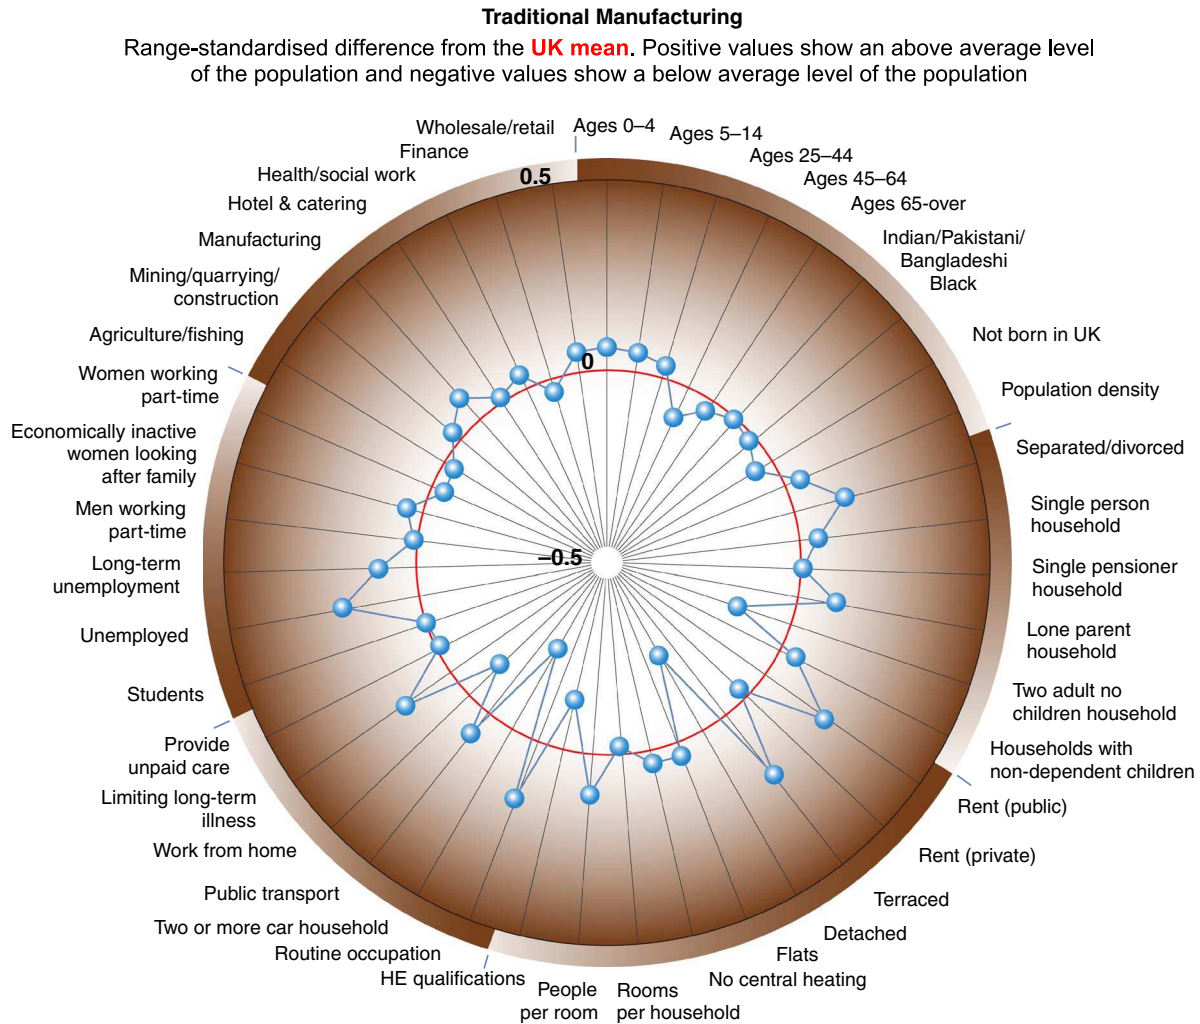 Traditional Manufacturing
Range-standardised difference from the UK mean. Positive values show an above average level
of the population and negative values show a below average level of the population
Ages 0–4
Ages 5–14
Ages 25–44
Ages 45–64
Ages 65-over
Indian/Pakistani/
Bangladeshi
Black
Not born in UK
Population density
Separated/divorced
Single person
household
Single pensioner
household
Lone parent
household
Two adult no
children household
Households with
non-dependent children
Rent (public)
Rent (private)
Terraced
Detached
Flats
No central heating
Rooms
per household
People
per room
HE qualifications
Routine occupation
Two or more car household
Public transport
Work from home
Limiting long-term
illness
Provide
unpaid care
Students
Unemployed
Long-term
unemployment
Men working
part-time
Economically inactive
women looking
after family
Women working
part-time
Agriculture/fishing
Mining/quarrying/
construction
Manufacturing
Hotel & catering
Health/social work
Finance
Wholesale/retail
0.5
0
–0.5